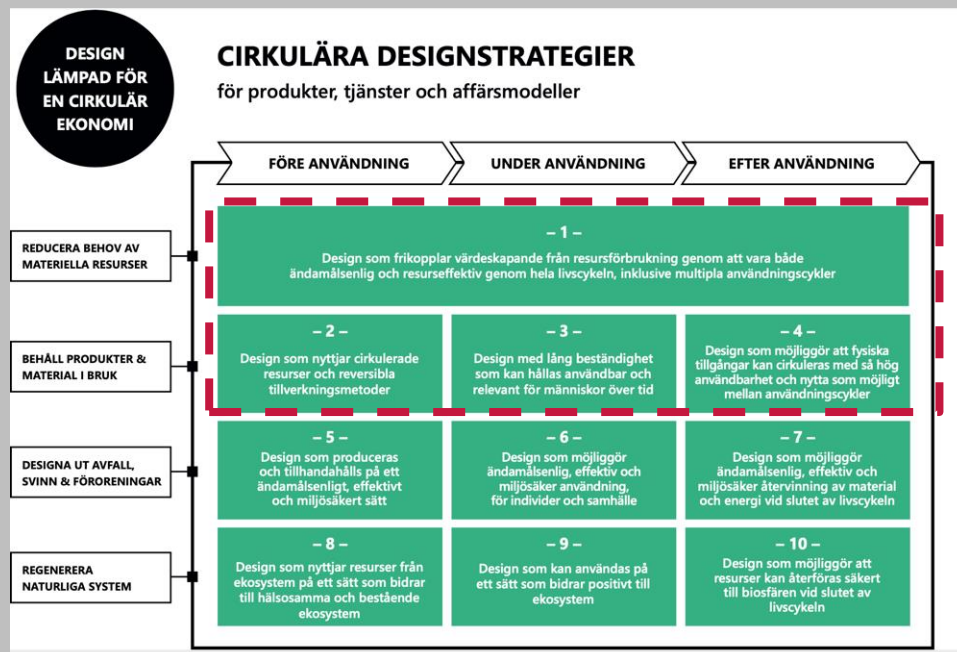 DESIGN
LÄMPAD FÖR
EN CIRKULÄR
EKONOMI
CIRKULÄRA DESIGNSTRATEGIER
för produkter, tjänster och affärsmodeller
FÖRE ANVÄNDNING
UNDER ANVÄNDNING
EFTER ANVÄNDNING
REDUCERA BEHOV AV
MATERIELLA RESURSER
– 1 –
Design som frikopplar värdeskapande från resursförbrukning genom att vara både
ändamålsenlig och resurseffektiv genom hela livscykeln, inklusive multipla användningscykler
BEHÅLL PRODUKTER &
MATERIAL I BRUK
– 2 –
Design som nyttjar cirkulerade
resurser och reversibla
tillverkningsmetoder
– 3 –
Design med lång beständighet
som kan hållas användbar och
relevant för människor över tid
– 4 –
Design som möjliggör att fysiska
tillgångar kan cirkuleras med så hög
användbarhet och nytta som möjligt
mellan användningscykler
DESIGNA UT AVFALL,
SVINN & FÖRORENINGAR
– 5 –
Design som produceras
och tillhandahålls på ett
ändamålsenligt, effektivt
och miljösäkert sätt
– 6 –
Design som möjliggör
ändamålsenlig, effektiv och
miljösäker användning,
för individer och samhälle
– 7 –
Design som möjliggör
ändamålsenlig, effektiv och
miljösäker återvinning av material
och energi vid slutet av livscykeln
REGENERERA
NATURLIGA SYSTEM
– 8 –
Design som nyttjar resurser från
ekosystem på ett sätt som bidrar
till hälsosamma och bestående
ekosystem
– 9 –
Design som kan användas på
ett sätt som bidrar positivt till
ekosystem
– 10 –
Design som möjliggör att
resurser kan återföras säkert
till biosfären vid slutet av
livscykeln